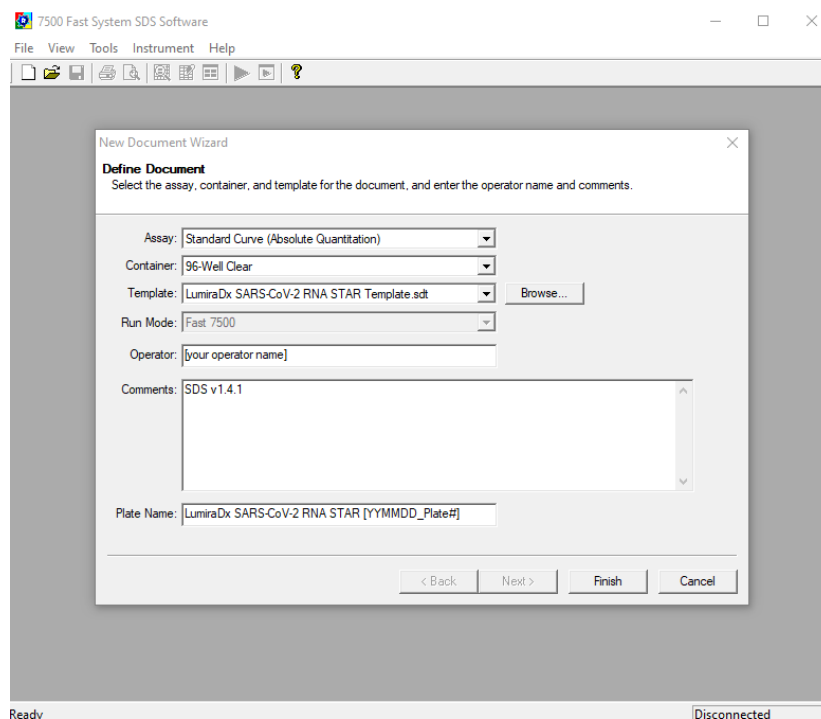 7500 Fast System SDS Software
File View Tools Instrument Help
New Document Wizard
Define Document
Select the assay, container, and template for the document, and enter the operator name and comments.
Assay: Standard Curve (Absolute Quantitation)
Container: 96-Well Clear
Template: LumiraDx SARS-CoV-2 RNA STAR Template.sdt Browse...
Run Mode: Fast 7500
Operator: [your operator name]
Comments: SDS v1.4.1
Plate Name: LumiraDx SARS-CoV-2 RNA STAR [YYMMDD_Plate#]
< Back Next > Finish Cancel
Ready Disconnected